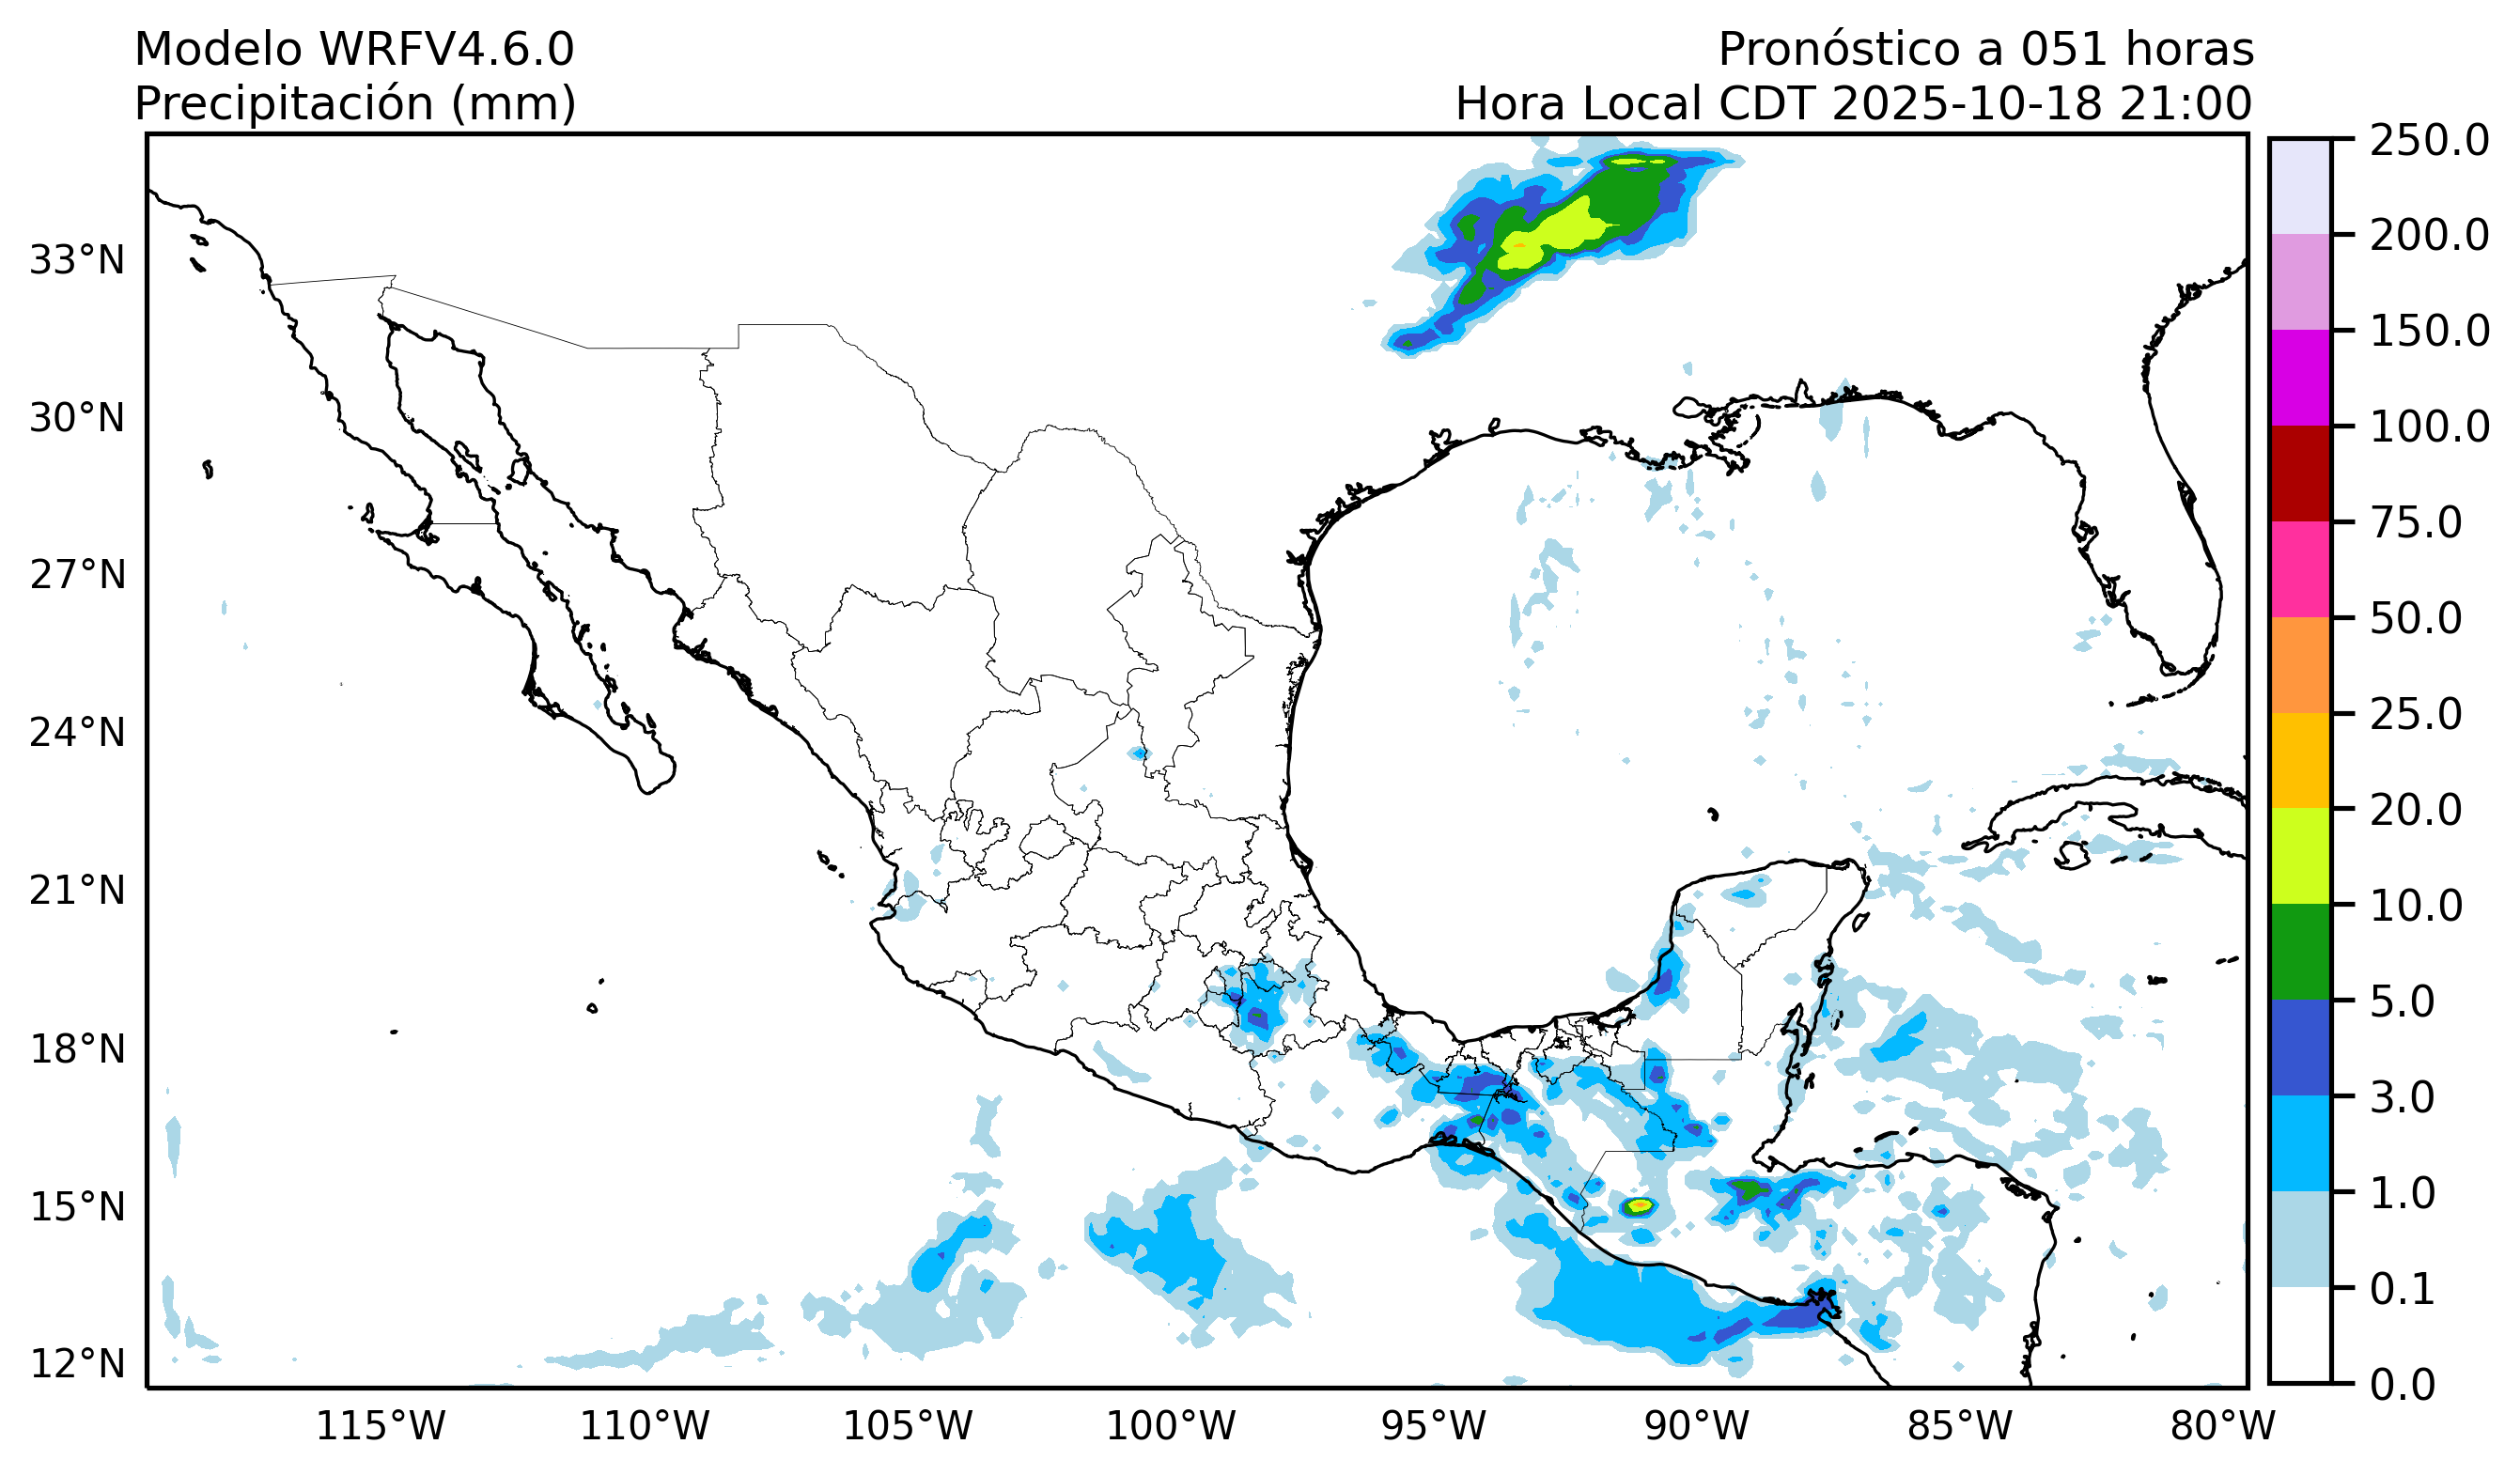 Modelo WRFV4.6.0
Precipitación (mm)
Pronóstico a 051 horas
Hora Local CDT 2025-10-18 21:00
33°N
30°N
27°N
24°N
21°N
18°N
15°N
12°N
115°W
110°W
105°W
100°W
95°W
90°W
85°W
80°W
250.0
200.0
150.0
100.0
75.0
50.0
25.0
20.0
10.0
5.0
3.0
1.0
0.1
0.0